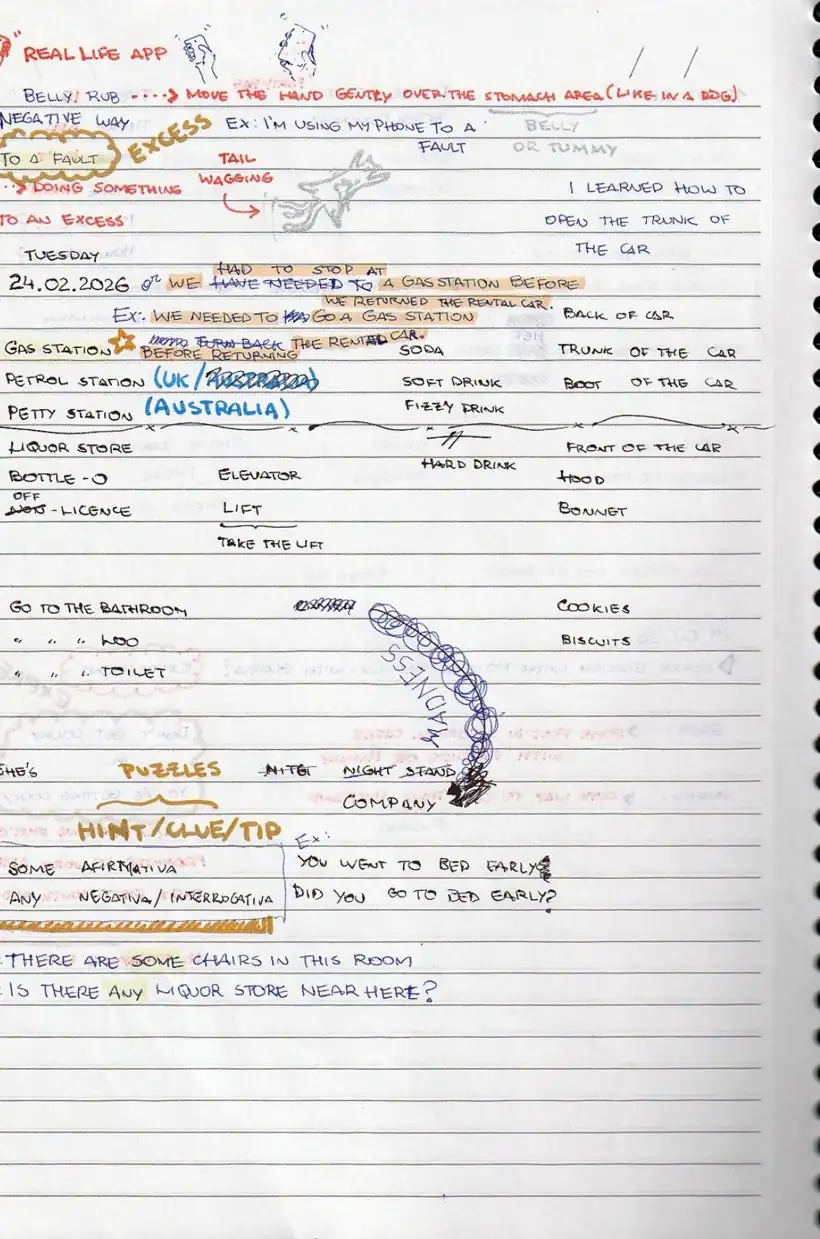 REAL LIFE APP
BELLY RUB ----> MOVE THE HAND GENTRY OVER THE STOMACH AREA (LIKE IN A DOG)
NEGATIVE WAY
EX: I'M USING MY PHONE TO A FAULT
BELLY OR TUMMY
TO A FAULT
EXCESS
DOING SOMETHING
TO AN EXCESS
TAIL
WAGGING
I LEARNED HOW TO
OPEN THE TRUNK OF
THE CAR
TUESDAY
24.02.2026 or WE HAVE NEEDED TO HAD TO STOP AT A GAS STATION BEFORE
WE RETURNED THE RENTAL CAR.
Ex: WE NEEDED TO GO A GAS STATION
TURN BACK THE RENTAL CAR.
BEFORE RETURNING
GAS STATION
PETROL STATION (UK/
PETTY STATION (AUSTRALIA)
SODA
SOFT DRINK
FIZZY DRINK
HARD DRINK
BACK OF CAR
TRUNK OF THE CAR
BOOT OF THE CAR
LIQUOR STORE
BOTTLE-O
OFF
-LICENCE
ELEVATOR
LIFT
TAKE THE LIFT
FRONT OF THE CAR
HOOD
BONNET
GO TO THE BATHROOM
" " " LOO
" " " TOILET
COOKIES
BISCUITS
MADNESS
SHE'S
PUZZLES
NIGHT STAND
COMPANY
HINT/CLUE/TIP
SOME AFIRMATIVA
ANY NEGATIVA/INTERROGATIVA
Ex:
YOU WENT TO BED EARLY
DID YOU GO TO BED EARLY?
THERE ARE SOME CHAIRS IN THIS ROOM
IS THERE ANY LIQUOR STORE NEAR HERE?